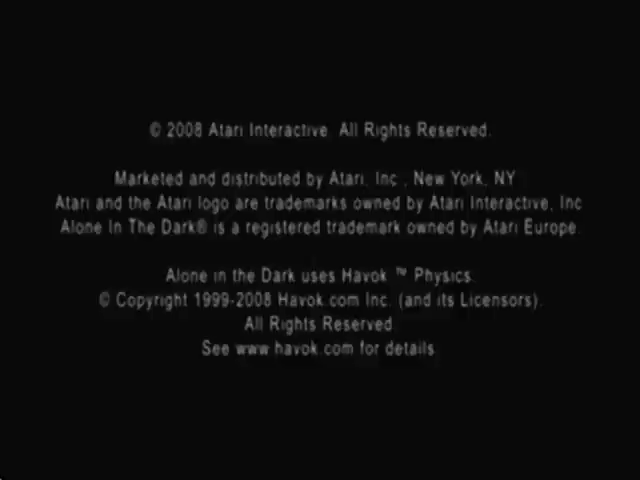 © 2008 Atari Interactive. All Rights Reserved.
Marketed and distributed by Atari, Inc., New York, NY
Atari and the Atari logo are trademarks owned by Atari Interactive, Inc
Alone In The Dark® is a registered trademark owned by Atari Europe.
Alone in the Dark uses Havok ™ Physics.
© Copyright 1999-2008 Havok.com Inc. (and its Licensors).
All Rights Reserved.
See www.havok.com for details